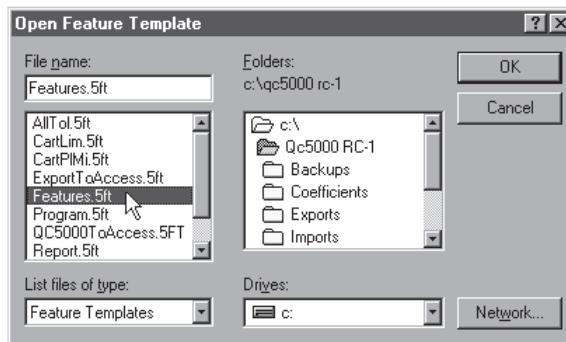 Open Feature Template
File name:
Features.5ft
AllTol.5ft
CartLim.5ft
CartPlMi.5ft
ExportToAccess.5ft
Features.5ft
Program.5ft
QC5000ToAccess.5FT
Report.5ft
List files of type:
Feature Templates
Folders:
c:\qc5000 rc-1
c:\
Qc5000 RC-1
Backups
Coefficients
Exports
Imports
Drives:
c:
OK
Cancel
Network...